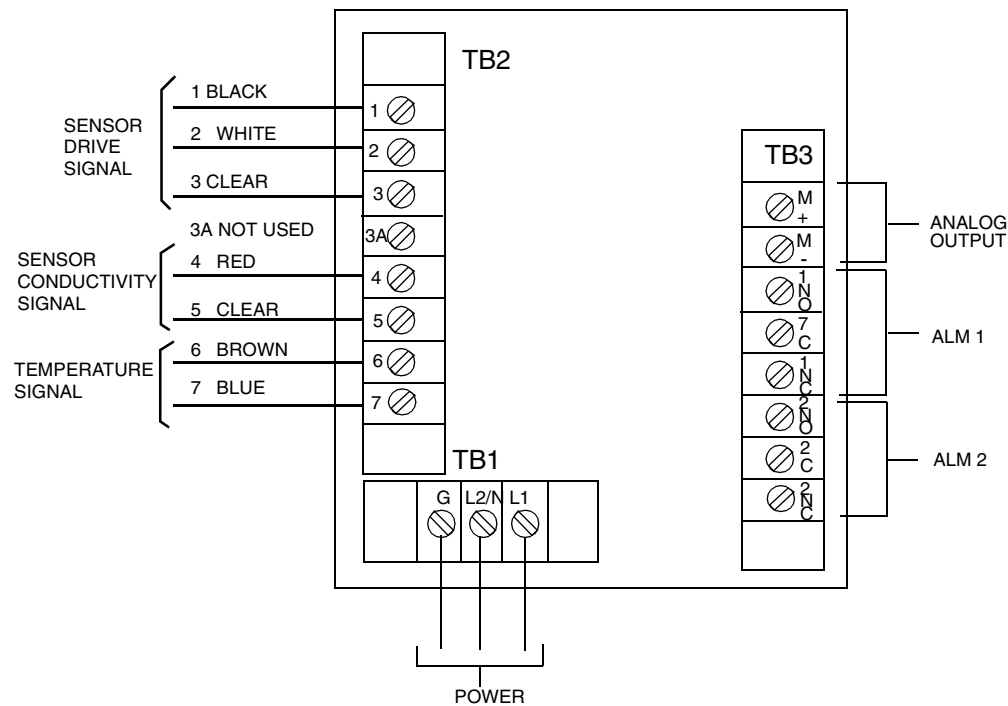 TB2
SENSOR
DRIVE
SIGNAL
1 BLACK
2 WHITE
3 CLEAR
3A NOT USED
SENSOR
CONDUCTIVITY
SIGNAL
4 RED
5 CLEAR
TEMPERATURE
SIGNAL
6 BROWN
7 BLUE
1
2
3
3A
4
5
6
7
TB1
G L2/N L1
POWER
TB3
M
+
M
-
1
N
O
7
C
1
N
C
2
N
O
2
C
2
N
C
ANALOG
OUTPUT
ALM 1
ALM 2